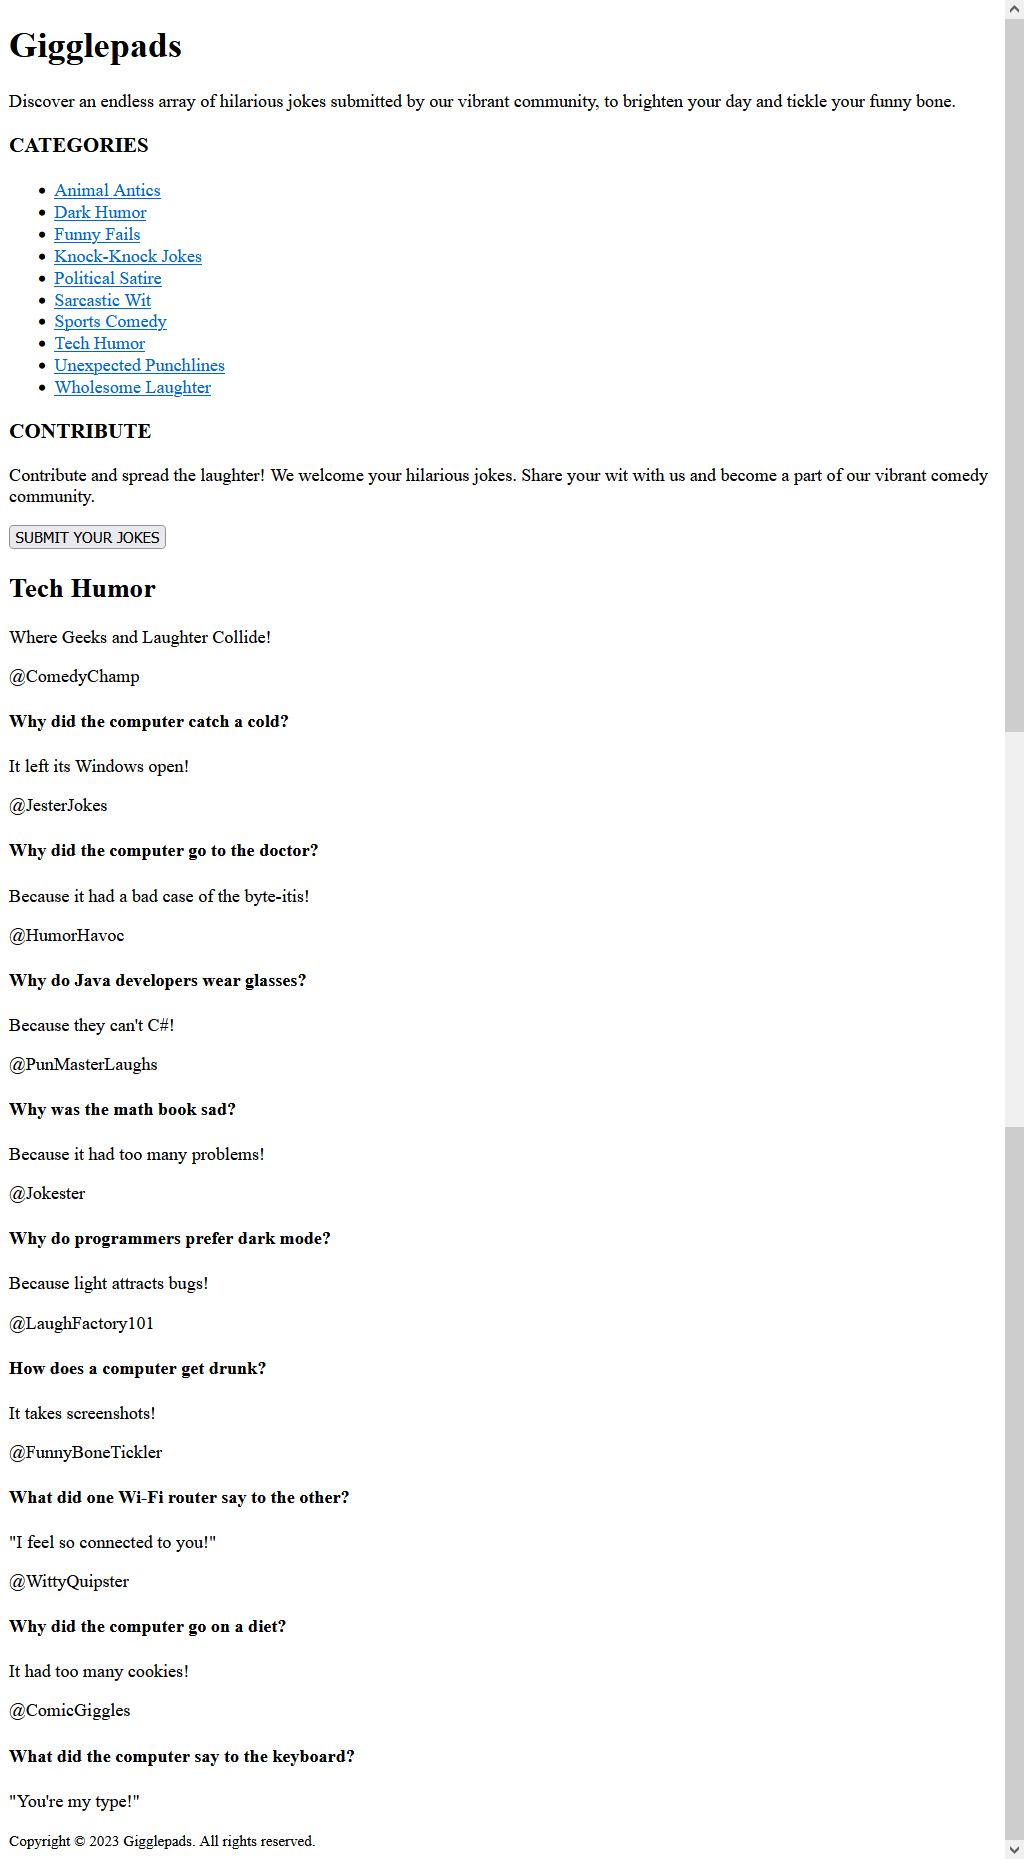 Gigglepads
Discover an endless array of hilarious jokes submitted by our vibrant community, to brighten your day and tickle your funny bone.
CATEGORIES
Animal Antics
Dark Humor
Funny Fails
Knock-Knock Jokes
Political Satire
Sarcastic Wit
Sports Comedy
Tech Humor
Unexpected Punchlines
Wholesome Laughter
CONTRIBUTE
Contribute and spread the laughter! We welcome your hilarious jokes. Share your wit with us and become a part of our vibrant comedy
community.
SUBMIT YOUR JOKES
Tech Humor
Where Geeks and Laughter Collide!
@ComedyChamp
Why did the computer catch a cold?
It left its Windows open!
@JesterJokes
Why did the computer go to the doctor?
Because it had a bad case of the byte-itis!
@HumorHavoc
Why do Java developers wear glasses?
Because they can't C#!
@PunMasterLaughs
Why was the math book sad?
Because it had too many problems!
@Jokester
Why do programmers prefer dark mode?
Because light attracts bugs!
@LaughFactory101
How does a computer get drunk?
It takes screenshots!
@FunnyBoneTickler
What did one Wi-Fi router say to the other?
"I feel so connected to you!"
@WittyQuipster
Why did the computer go on a diet?
It had too many cookies!
@ComicGiggles
What did the computer say to the keyboard?
"You're my type!"
Copyright © 2023 Gigglepads. All rights reserved.